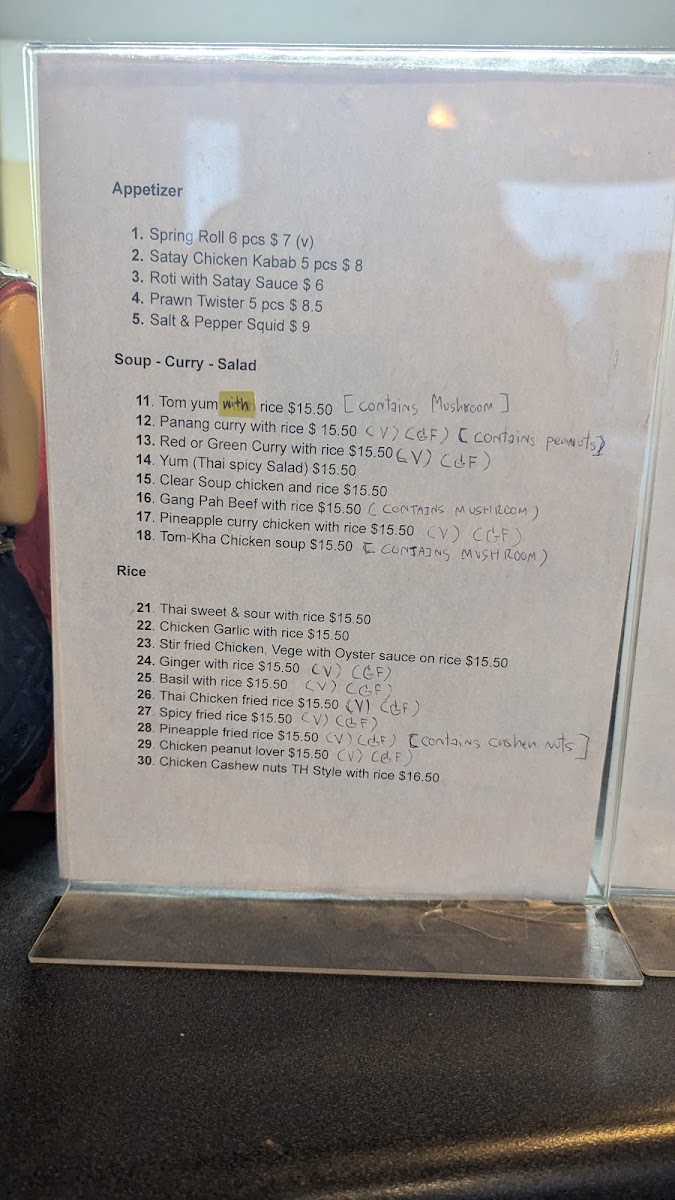 Appetizer
1. Spring Roll 6 pcs $ 7 (v)
2. Satay Chicken Kabab 5 pcs $ 8
3. Roti with Satay Sauce $ 6
4. Prawn Twister 5 pcs $ 8.5
5. Salt & Pepper Squid $ 9
Soup - Curry - Salad
11. Tom yum with rice $15.50 [contains Mushroom]
12. Panang curry with rice $ 15.50 (V) (GF) [contains peanuts]
13. Red or Green Curry with rice $15.50 (V) (GF)
14. Yum (Thai spicy Salad) $15.50
15. Clear Soup chicken and rice $15.50
16. Gang Pah Beef with rice $15.50 (CONTAINS MUSHROOM)
17. Pineapple curry chicken with rice $15.50 (V) (GF)
18. Tom-Kha Chicken soup $15.50 [CONTAINS MUSHROOM)
Rice
21. Thai sweet & sour with rice $15.50
22. Chicken Garlic with rice $15.50
23. Stir fried Chicken, Vege with Oyster sauce on rice $15.50
24. Ginger with rice $15.50 (V) (GF)
25. Basil with rice $15.50 (V) (GF)
26. Thai Chicken fried rice $15.50 (V) (GF)
27. Spicy fried rice $15.50 (V) (GF)
28. Pineapple fried rice $15.50 (V) (GF) [contains cashew nuts]
29. Chicken peanut lover $15.50 (V) (GF)
30. Chicken Cashew nuts TH Style with rice $16.50